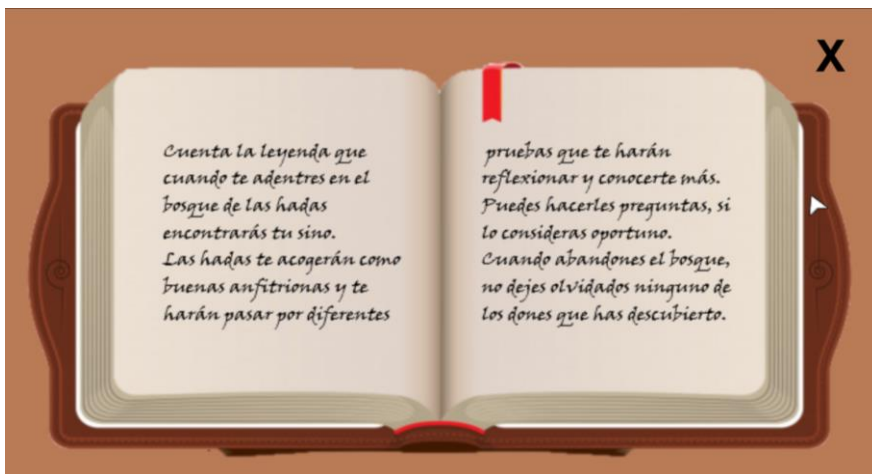 Cuenta la leyenda que
cuando te adentres en el
bosque de las hadas
encontrarás tu sino.
Las hadas te acogerán como
buenas anfitrionas y te
harán pasar por diferentes
pruebas que te harán
reflexionar y conocerte más.
Puedes hacerles preguntas, si
lo consideras oportuno.
Cuando abandones el bosque,
no dejes olvidados ninguno de
los dones que has descubierto.
X